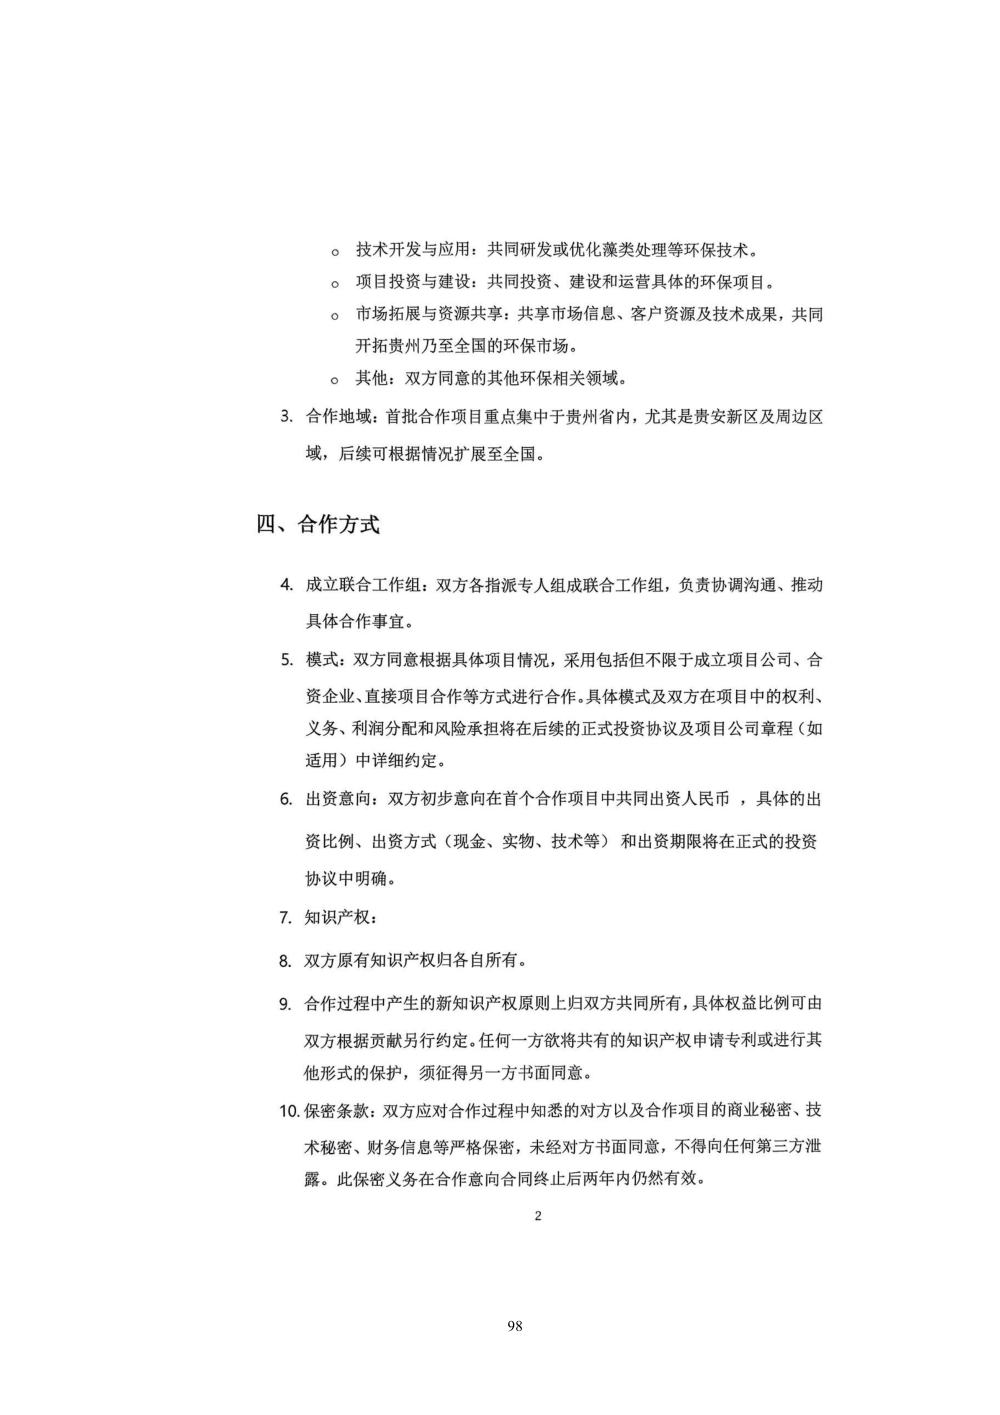 o 技术开发与应用：共同研发或优化藻类处理等环保技术。
o 项目投资与建设：共同投资、建设和运营具体的环保项目。
o 市场拓展与资源共享：共享市场信息、客户资源及技术成果，共同
开拓贵州乃至全国的环保市场。
o 其他：双方同意的其他环保相关领域。
3. 合作地域：首批合作项目重点集中于贵州省内，尤其是贵安新区及周边区
域，后续可根据情况扩展至全国。
四、合作方式
4. 成立联合工作组：双方各指派专人组成联合工作组，负责协调沟通、推动
具体合作事宜。
5. 模式：双方同意根据具体项目情况，采用包括但不限于成立项目公司、合
资企业、直接项目合作等方式进行合作。具体模式及双方在项目中的权利、
义务、利润分配和风险承担将在后续的正式投资协议及项目公司章程（如
适用）中详细约定。
6. 出资意向：双方初步意向在首个合作项目中共同出资人民币 ，具体的出
资比例、出资方式（现金、实物、技术等） 和出资期限将在正式的投资
协议中明确。
7. 知识产权：
8. 双方原有知识产权归各自所有。
9. 合作过程中产生的新知识产权原则上归双方共同所有，具体权益比例可由
双方根据贡献另行约定。任何一方欲将共有的知识产权申请专利或进行其
他形式的保护，须征得另一方书面同意。
10. 保密条款：双方应对合作过程中知悉的对方以及合作项目的商业秘密、技
术秘密、财务信息等严格保密，未经对方书面同意，不得向任何第三方泄
露。此保密义务在合作意向合同终止后两年内仍然有效。
2
98